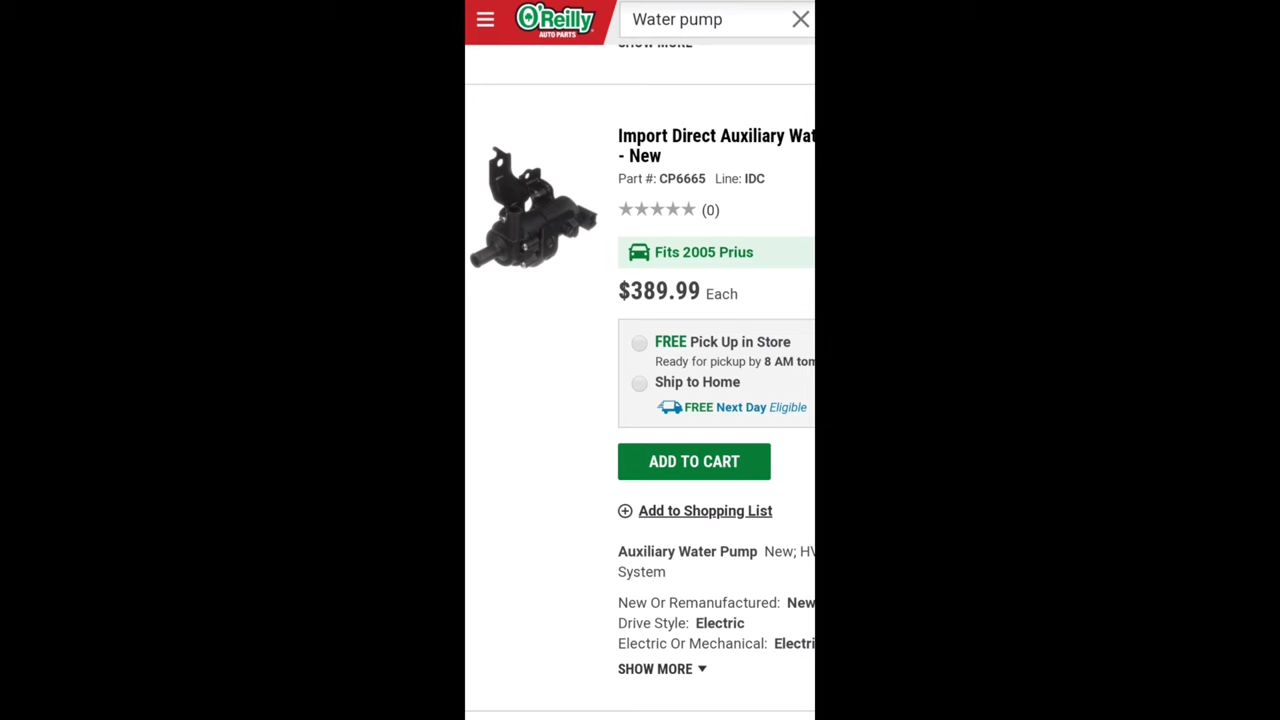 O'Reilly
AUTO PARTS
Water pump
SHOW MORE
Import Direct Auxiliary Wat
- New
Part #: CP6665 Line: IDC
(0)
Fits 2005 Prius
$389.99 Each
FREE Pick Up in Store
Ready for pickup by 8 AM tom
Ship to Home
FREE Next Day Eligible
ADD TO CART
Add to Shopping List
Auxiliary Water Pump New; HV
System
New Or Remanufactured: New
Drive Style: Electric
Electric Or Mechanical: Electri
SHOW MORE